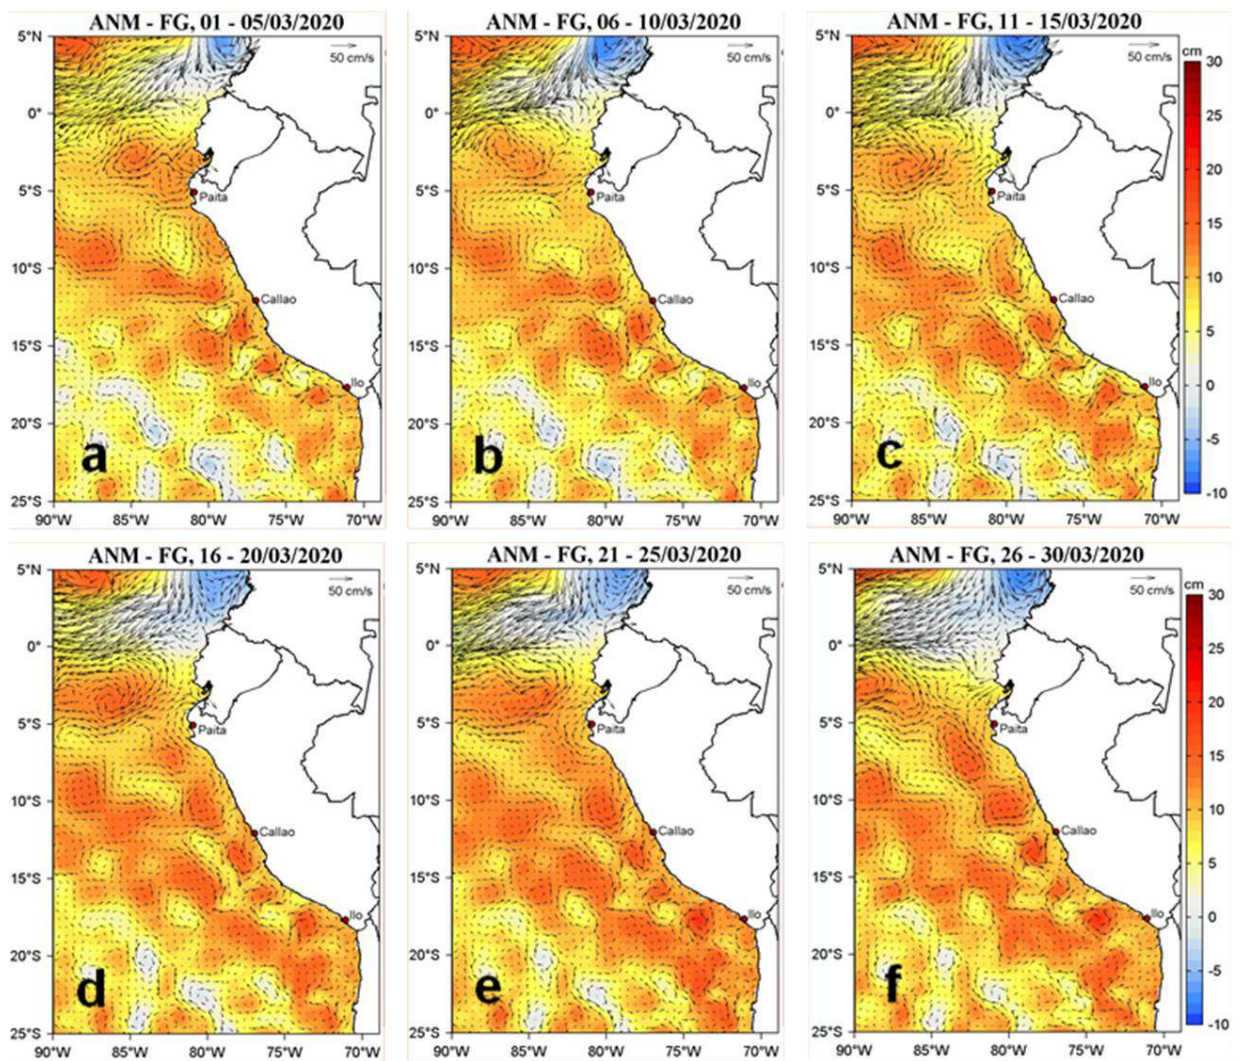 ANM - FG, 01 - 05/03/2020
ANM - FG, 06 - 10/03/2020
ANM - FG, 11 - 15/03/2020
5°N
0°
5°S
10°S
15°S
20°S
25°S
90°W
85°W
80°W
75°W
70°W
50 cm/s
Paita
Callao
Ilo
a
5°N
0°
5°S
10°S
15°S
20°S
25°S
90°W
85°W
80°W
75°W
70°W
50 cm/s
Paita
Callao
Ilo
b
5°N
0°
5°S
10°S
15°S
20°S
25°S
90°W
85°W
80°W
75°W
70°W
50 cm/s
Paita
Callao
Ilo
c
cm
30
25
20
15
10
5
0
-5
-10
ANM - FG, 16 - 20/03/2020
ANM - FG, 21 - 25/03/2020
ANM - FG, 26 - 30/03/2020
5°N
0°
5°S
10°S
15°S
20°S
25°S
90°W
85°W
80°W
75°W
70°W
50 cm/s
Paita
Callao
Ilo
d
5°N
0°
5°S
10°S
15°S
20°S
25°S
90°W
85°W
80°W
75°W
70°W
50 cm/s
Paita
Callao
Ilo
e
5°N
0°
5°S
10°S
15°S
20°S
25°S
90°W
85°W
80°W
75°W
70°W
50 cm/s
Paita
Callao
Ilo
f
cm
30
25
20
15
10
5
0
-5
-10